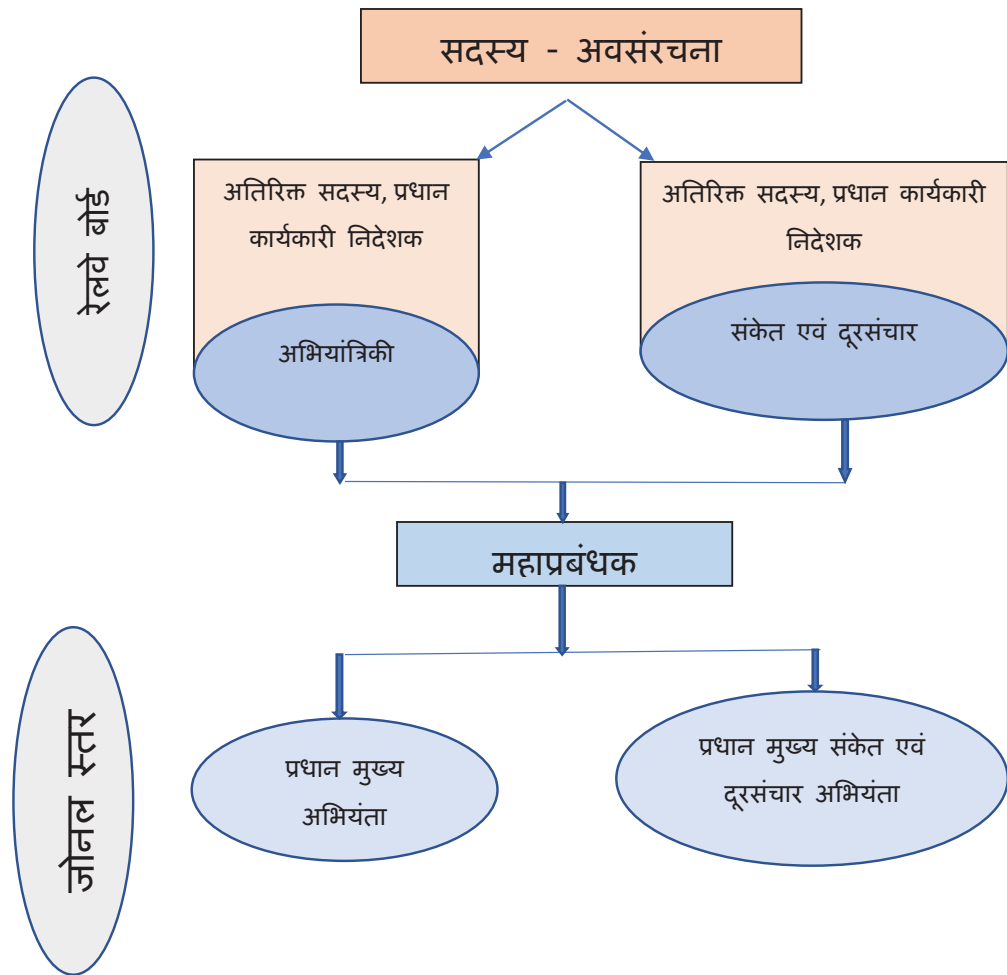 सदस्य - अवसंरचना
रेलवे बोर्ड
अतिरिक्त सदस्य, प्रधान
कार्यकारी निदेशक
अभियांत्रिकी
अतिरिक्त सदस्य, प्रधान कार्यकारी
निदेशक
संकेत एवं दूरसंचार
महाप्रबंधक
जोनल स्तर
प्रधान मुख्य
अभियंता
प्रधान मुख्य संकेत एवं
दूरसंचार अभियंता